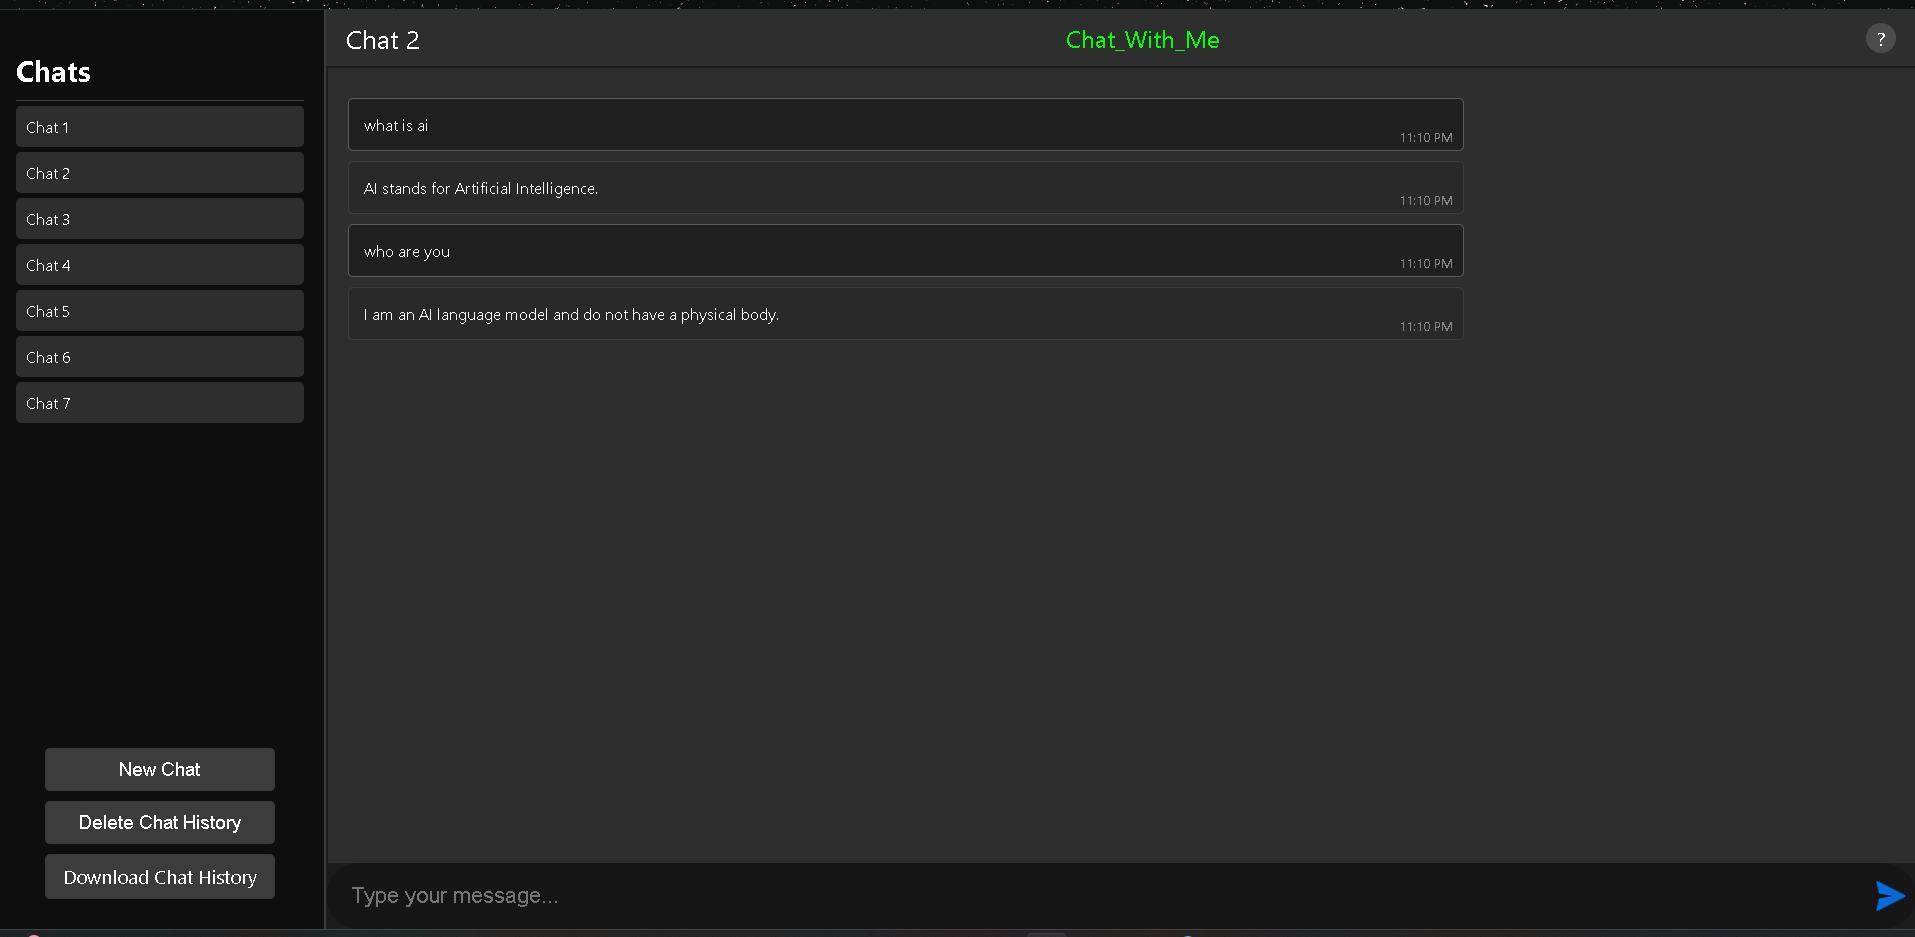 Chats
Chat 1
Chat 2
Chat 3
Chat 4
Chat 5
Chat 6
Chat 7
New Chat
Delete Chat History
Download Chat History
Chat 2
Chat_With_Me
?
what is ai
11:10 PM
AI stands for Artificial Intelligence.
11:10 PM
who are you
11:10 PM
I am an AI language model and do not have a physical body.
11:10 PM
Type your message...